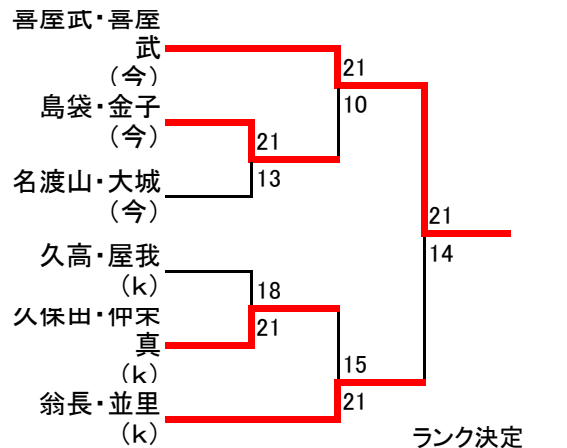 喜屋武・喜屋
武
(今)
21
10
島袋・金子
(今)
21
13
名渡山・大城
(今)
21
14
久高・屋我
(k)
18
21
久保田・仲栄
真
(k)
15
21
翁長・並里
(k)
ランク決定